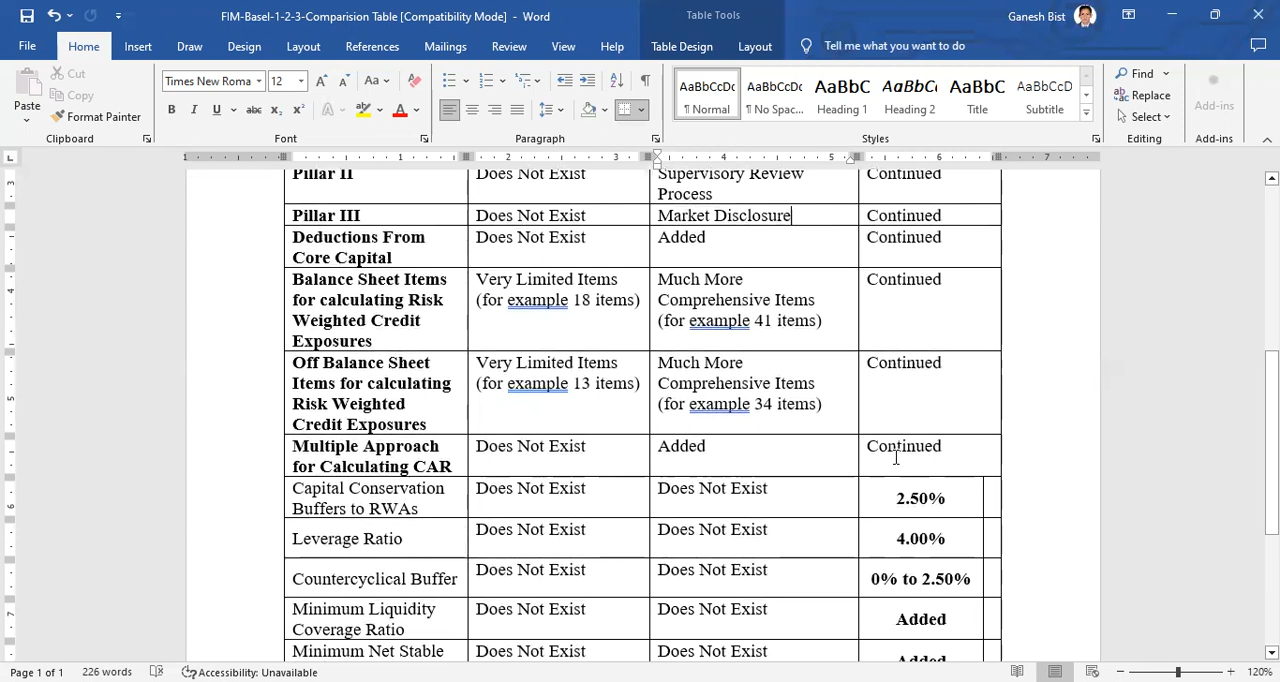 FIM-Basel-1-2-3-Comparision Table [Compatibility Mode] - Word
Table Tools
Ganesh Bist
File Home Insert Draw Design Layout References Mailings Review View Help Table Design Layout Tell me what you want to do
Paste
Cut
Copy
Format Painter
Clipboard
Times New Roma 12
Font
Paragraph
AaBbCcDc AaBbCcDc AaBbC AaBbCc AaBbC AaBbCcDc
¶ Normal ¶ No Spac... Heading 1 Heading 2 Title Subtitle
Styles
Find
Replace
Select
Editing
Add-ins
Add-ins
1 1 2 3 4 5 6 7
Pillar II Does Not Exist Supervisory Review Continued
Process
Pillar III Does Not Exist Market Disclosure Continued
Deductions From Does Not Exist Added Continued
Core Capital
Balance Sheet Items Very Limited Items Much More Continued
for calculating Risk (for example 18 items) Comprehensive Items
Weighted Credit (for example 41 items)
Exposures
Off Balance Sheet Very Limited Items Much More Continued
Items for calculating (for example 13 items) Comprehensive Items
Risk Weighted (for example 34 items)
Credit Exposures
Multiple Approach Does Not Exist Added Continued
for Calculating CAR
Capital Conservation Does Not Exist Does Not Exist 2.50%
Buffers to RWAs
Leverage Ratio Does Not Exist Does Not Exist 4.00%
Countercyclical Buffer Does Not Exist Does Not Exist 0% to 2.50%
Minimum Liquidity Does Not Exist Does Not Exist Added
Coverage Ratio
Minimum Net Stable Does Not Exist Does Not Exist Added
Page 1 of 1 226 words Accessibility: Unavailable 120%